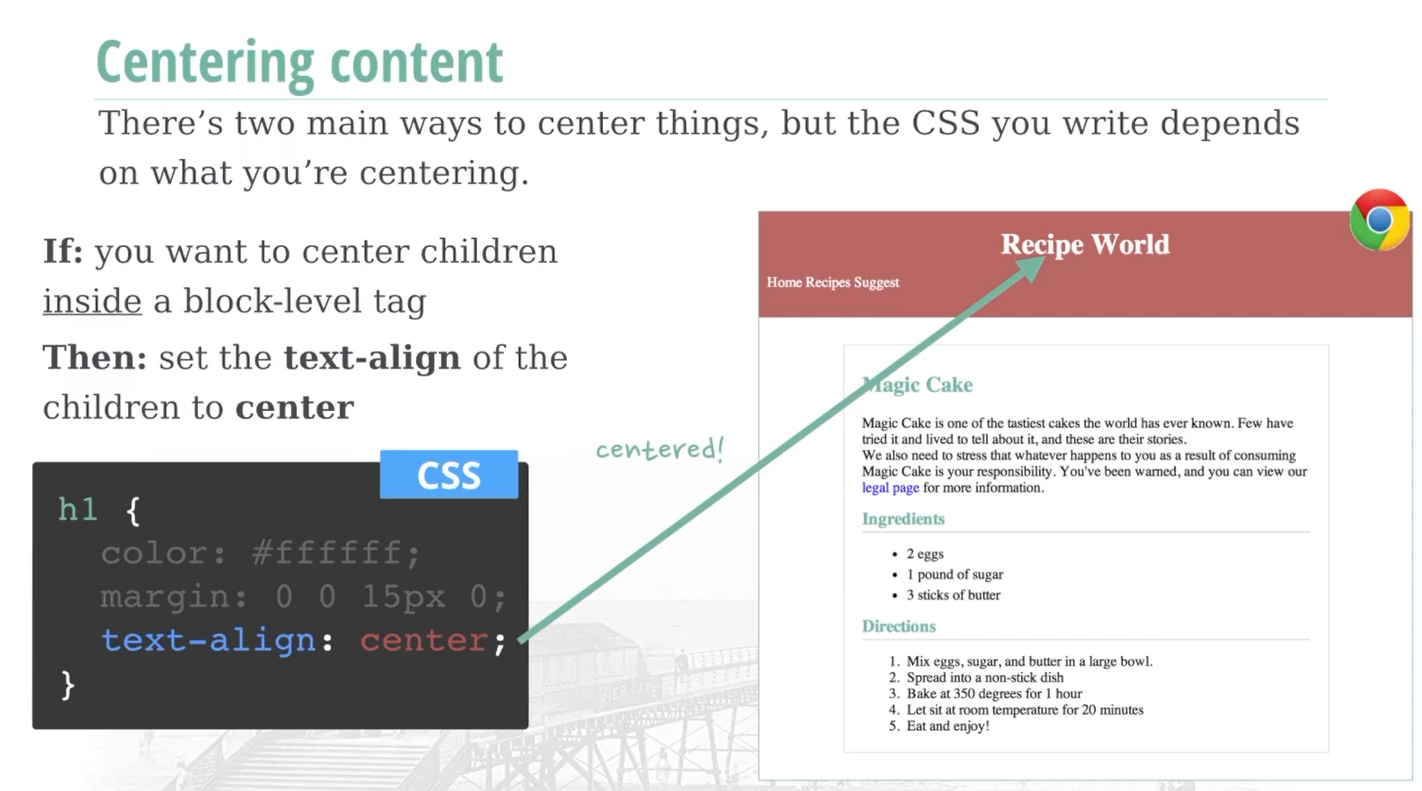 Centering content
There’s two main ways to center things, but the CSS you write depends
on what you’re centering.
If: you want to center children
inside a block-level tag
Then: set the text-align of the
children to center
CSS
h1 {
color: #ffffff;
margin: 0 0 15px 0;
text-align: center;
}
centered!
Recipe World
Home Recipes Suggest
Magic Cake
Magic Cake is one of the tastiest cakes the world has ever known. Few have
tried it and lived to tell about it, and these are their stories.
We also need to stress that whatever happens to you as a result of consuming
Magic Cake is your responsibility. You've been warned, and you can view our
legal page for more information.
Ingredients
• 2 eggs
• 1 pound of sugar
• 3 sticks of butter
Directions
1. Mix eggs, sugar, and butter in a large bowl.
2. Spread into a non-stick dish
3. Bake at 350 degrees for 1 hour
4. Let sit at room temperature for 20 minutes
5. Eat and enjoy!